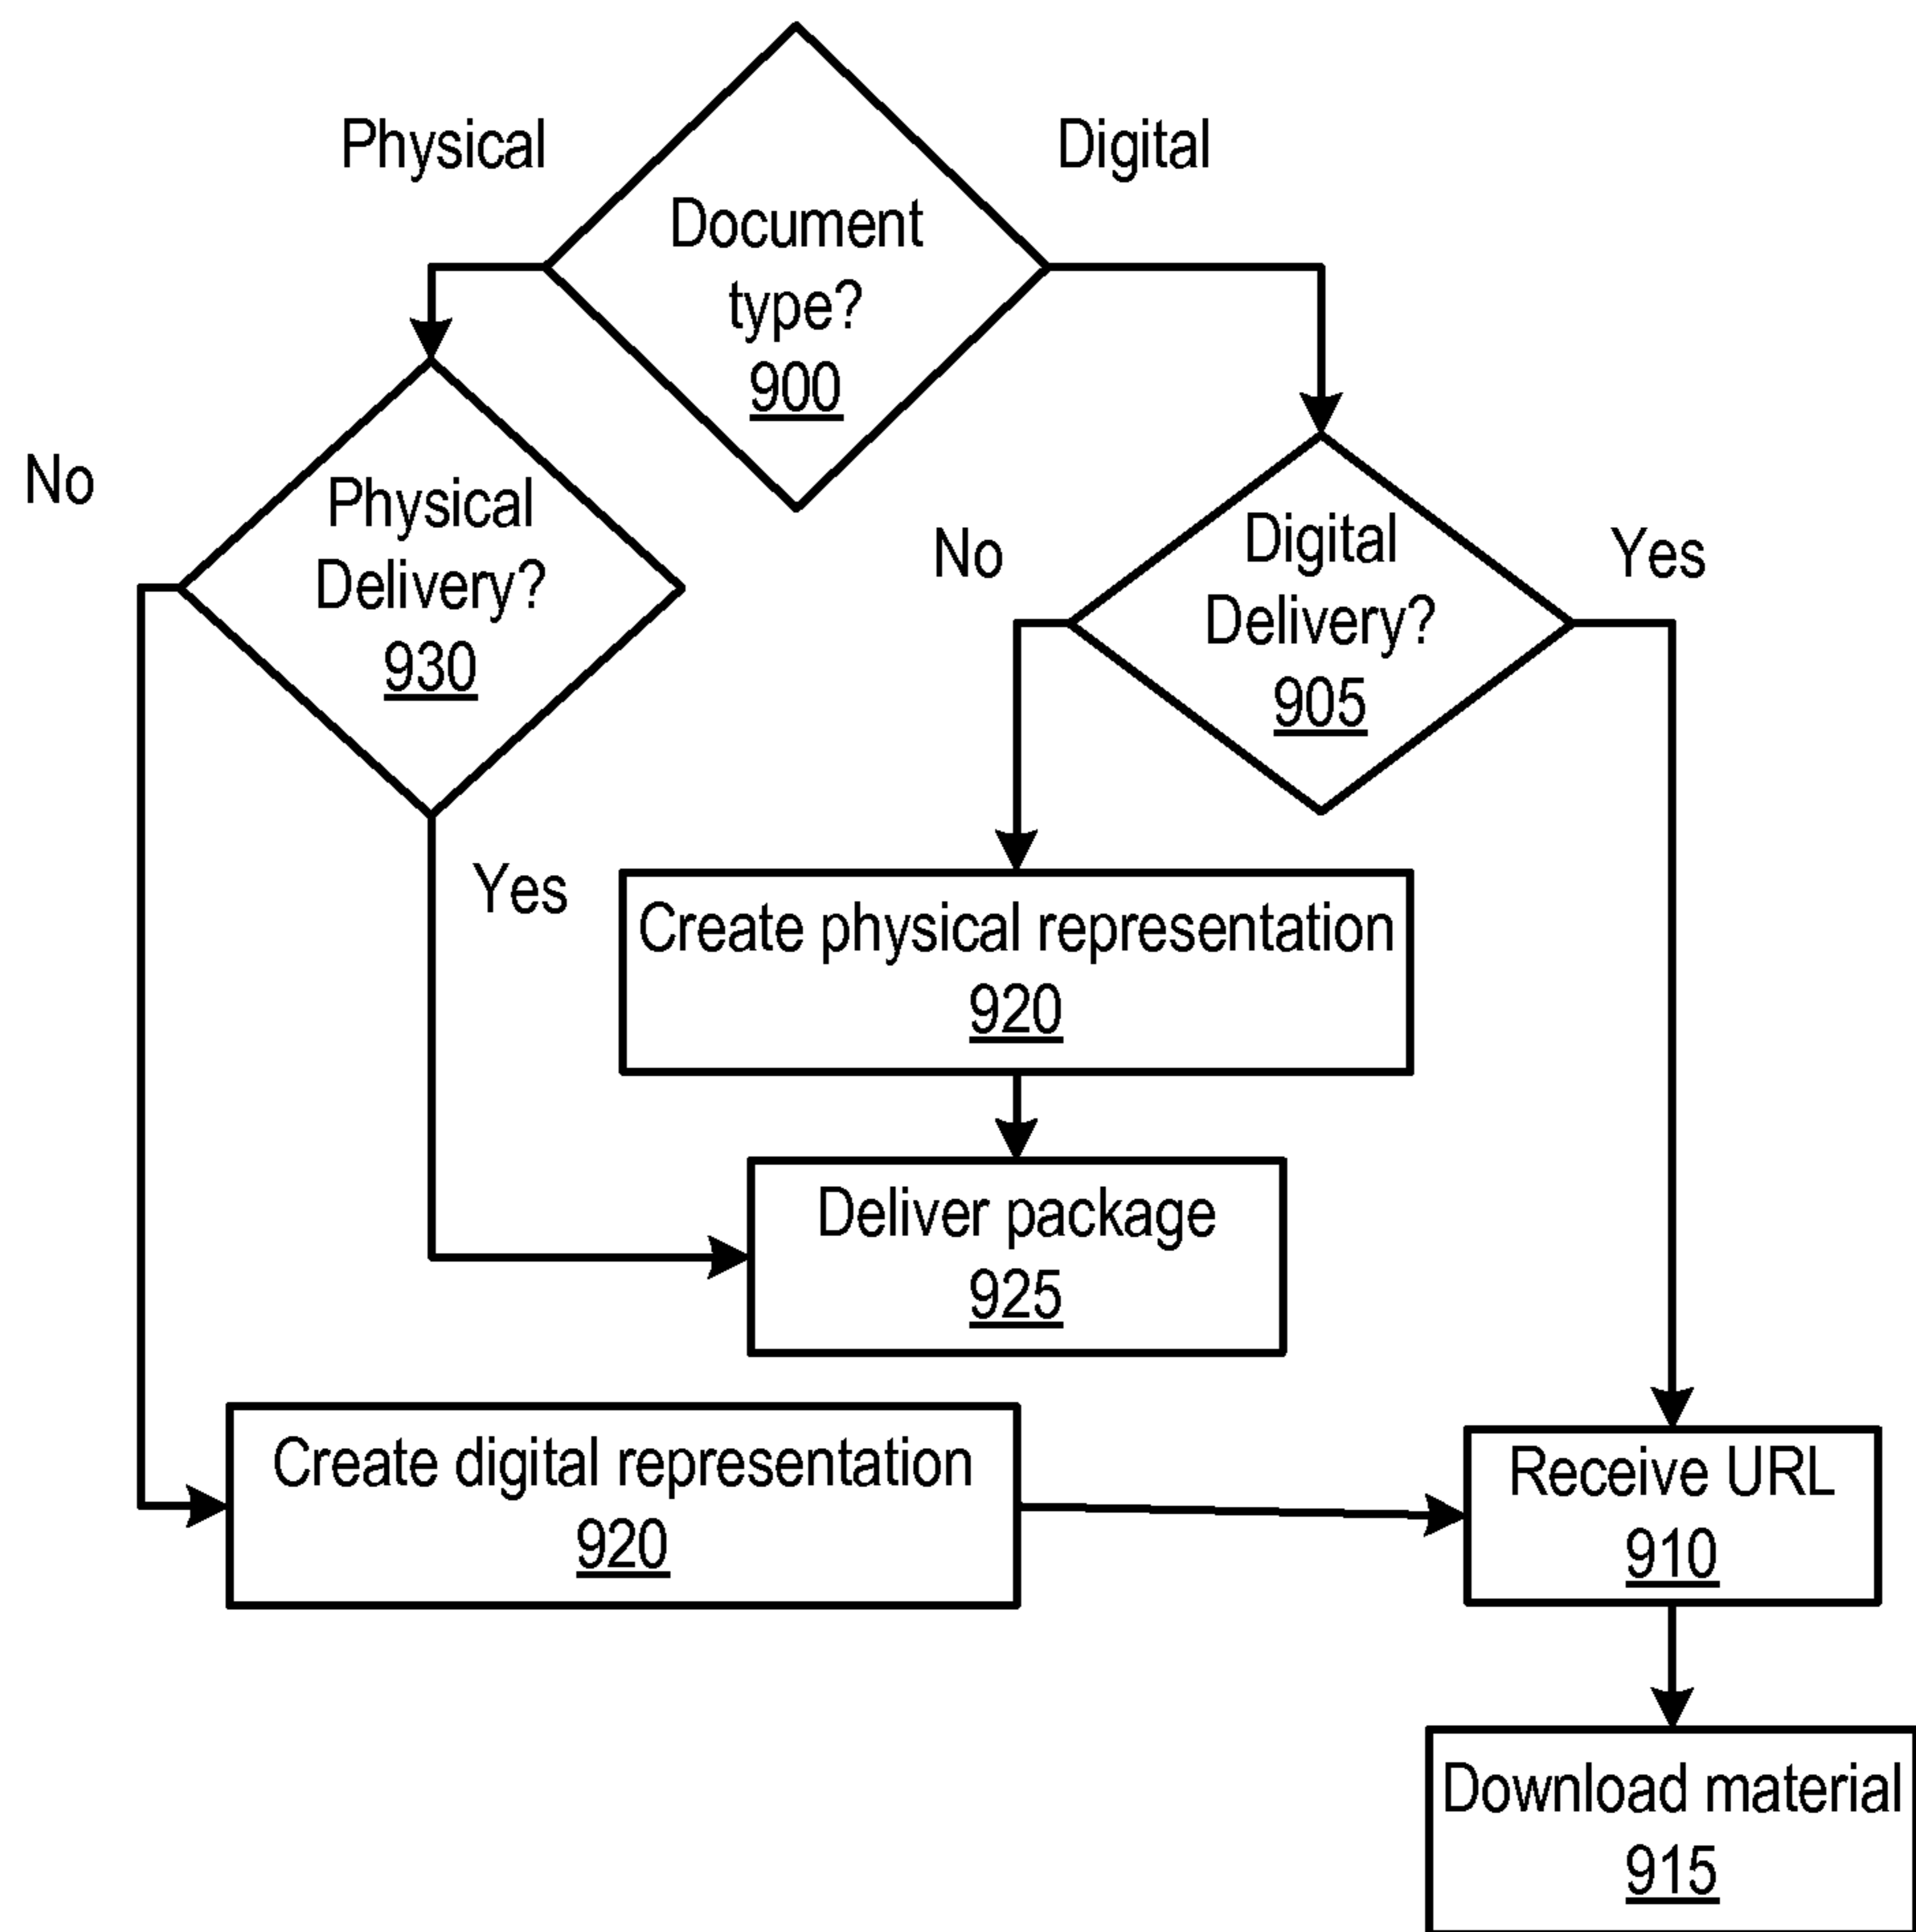 Physical
Digital
Document
type?
900
No
Physical
Delivery?
930
No
Digital
Delivery?
905
Yes
Yes
Create physical representation
920
Deliver package
925
Create digital representation
920
Receive URL
910
Download material
915